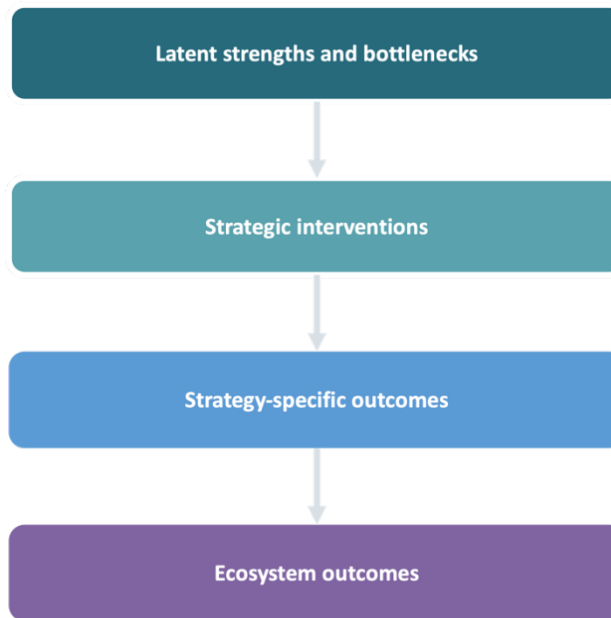 Latent strengths and bottlenecks
Strategic interventions
Strategy-specific outcomes
Ecosystem outcomes